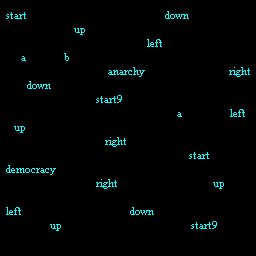 start down
up
left
a b
anarchy right
down
start9
a left
up
right
start
democracy
right up
left down
up start9